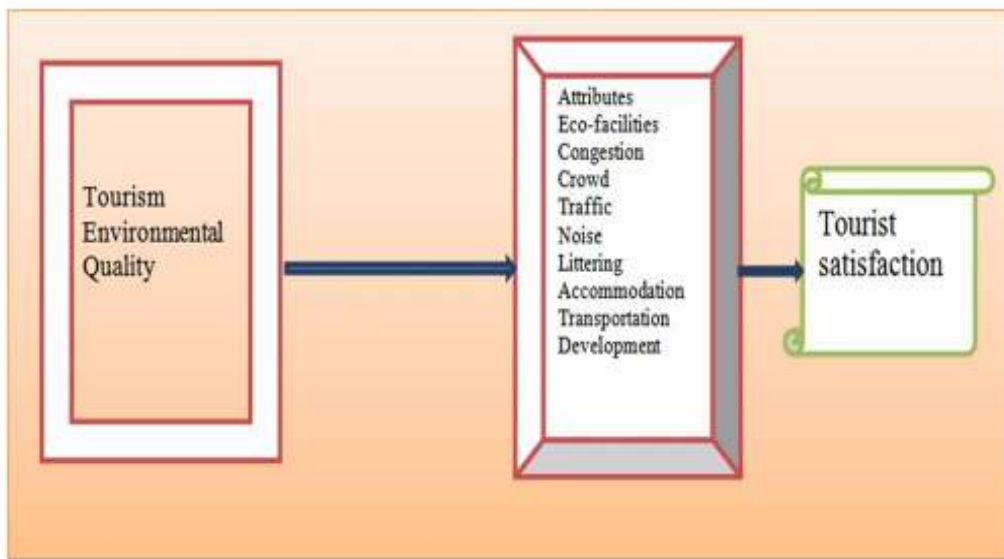 Tourism
Environmental
Quality
Attributes
Eco-facilities
Congestion
Crowd
Traffic
Noise
Littering
Accommodation
Transportation
Development
Tourist
satisfaction